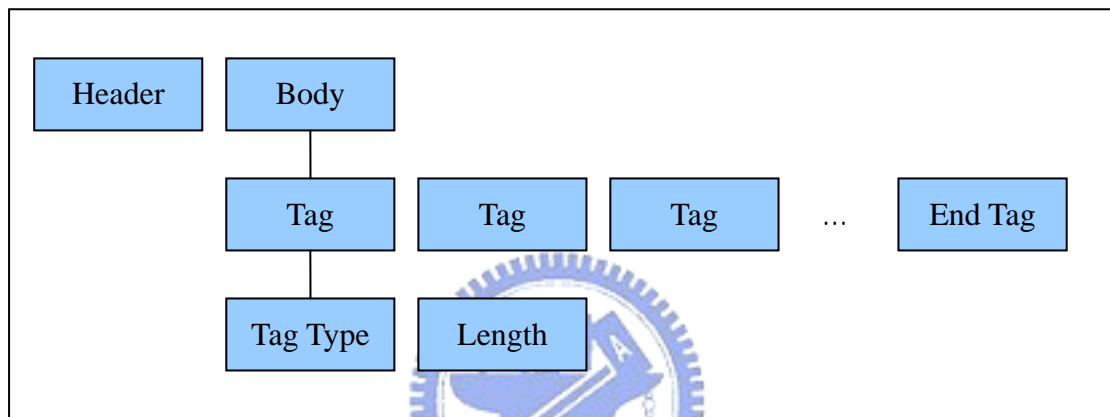 Header Body
Tag Tag Tag ... End Tag
Tag Type Length
A